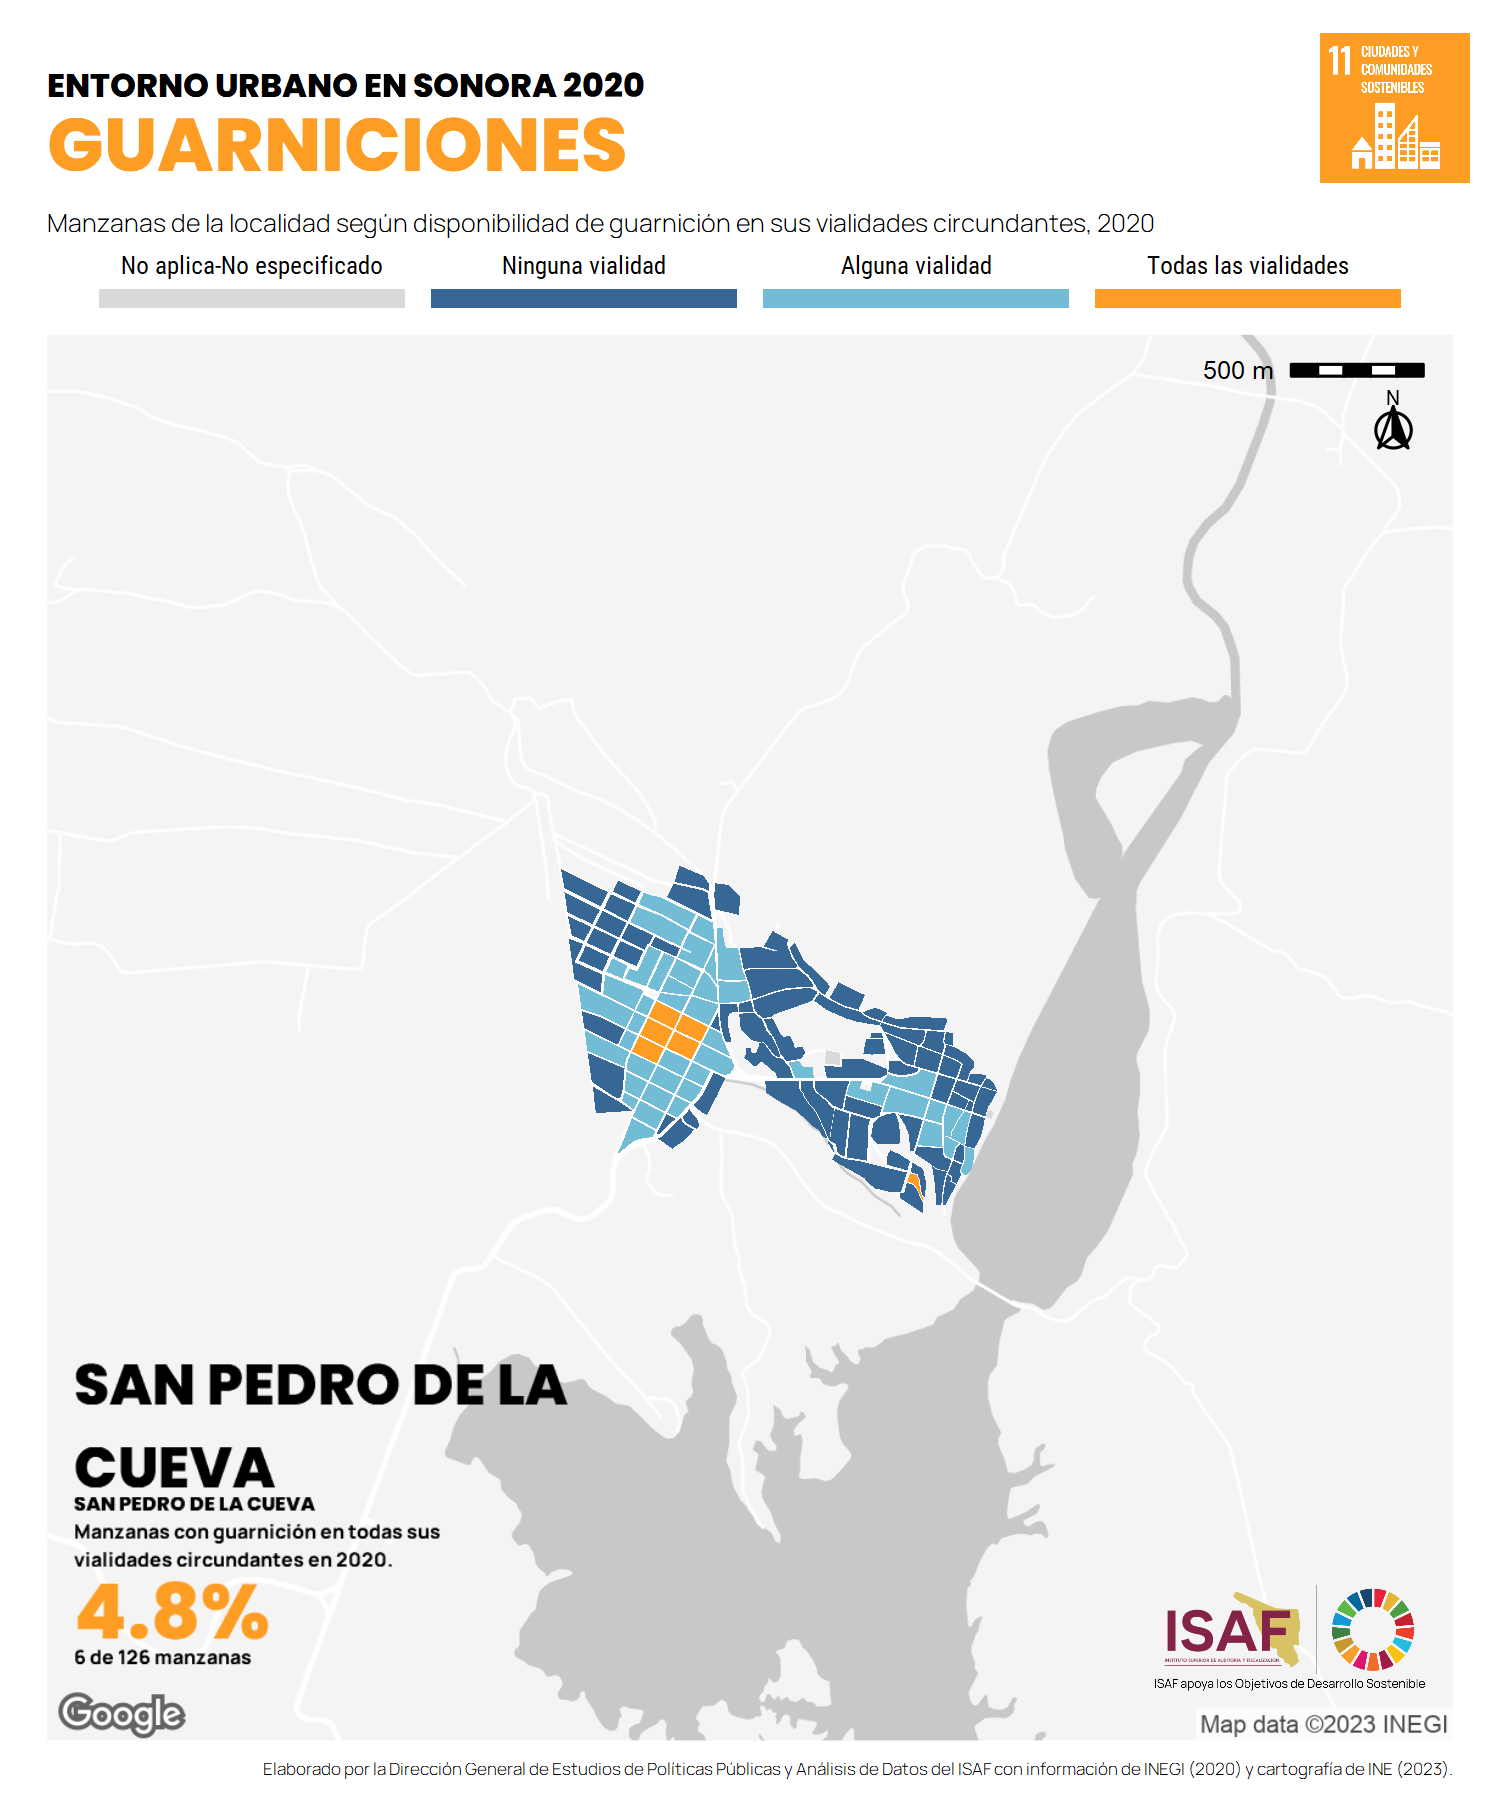 ENTORNO URBANO EN SONORA 2020
GUARNICIONES
11 CIUDADES Y
COMUNIDADES
SOSTENIBLES
Manzanas de la localidad según disponibilidad de guarnición en sus vialidades circundantes, 2020
No aplica-No especificado
Ninguna vialidad
Alguna vialidad
Todas las vialidades
500 m
N
SAN PEDRO DE LA
CUEVA
SAN PEDRO DE LA CUEVA
Manzanas con guarnición en todas sus
vialidades circundantes en 2020.
4.8%
6 de 126 manzanas
Google
ISAF
INSTITUTO SUPERIOR DE AUDITORÍA Y FISCALIZACIÓN
ISAF apoya los Objetivos de Desarrollo Sostenible
Map data ©2023 INEGI
Elaborado por la Dirección General de Estudios de Políticas Públicas y Análisis de Datos del ISAF con información de INEGI (2020) y cartografía de INE (2023).